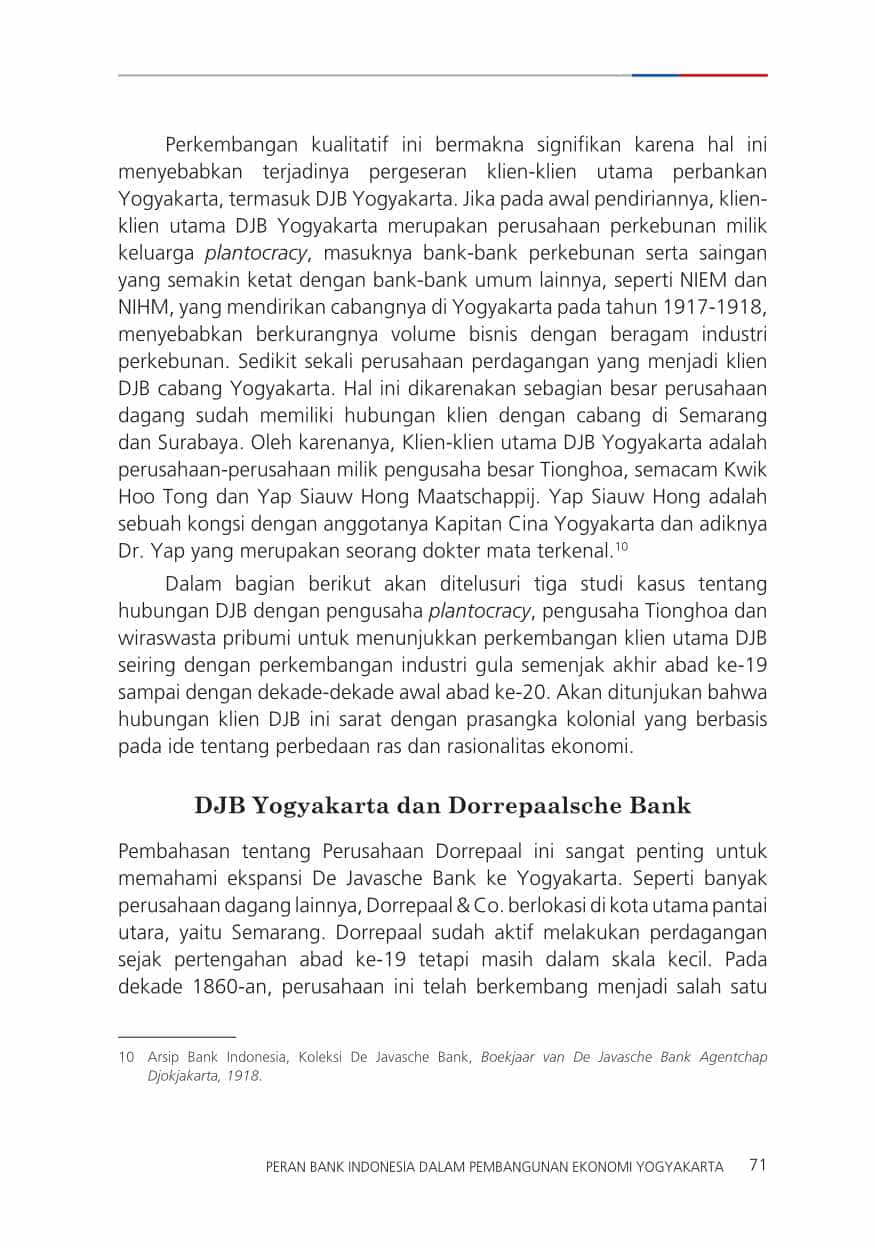 Perkembangan kualitatif ini bermakna signifikan karena hal ini
menyebabkan terjadinya pergeseran klien-klien utama perbankan
Yogyakarta, termasuk DJB Yogyakarta. Jika pada awal pendiriannya, klien-
klien utama DJB Yogyakarta merupakan perusahaan perkebunan milik
keluarga plantocracy, masuknya bank-bank perkebunan serta saingan
yang semakin ketat dengan bank-bank umum lainnya, seperti NIEM dan
NIHM, yang mendirikan cabangnya di Yogyakarta pada tahun 1917-1918,
menyebabkan berkurangnya volume bisnis dengan beragam industri
perkebunan. Sedikit sekali perusahaan perdagangan yang menjadi klien
DJB cabang Yogyakarta. Hal ini dikarenakan sebagian besar perusahaan
dagang sudah memiliki hubungan klien dengan cabang di Semarang
dan Surabaya. Oleh karenanya, Klien-klien utama DJB Yogyakarta adalah
perusahaan-perusahaan milik pengusaha besar Tionghoa, semacam Kwik
Hoo Tong dan Yap Siauw Hong Maatschappij. Yap Siauw Hong adalah
sebuah kongsi dengan anggotanya Kapitan Cina Yogyakarta dan adiknya
Dr. Yap yang merupakan seorang dokter mata terkenal.10
Dalam bagian berikut akan ditelusuri tiga studi kasus tentang
hubungan DJB dengan pengusaha plantocracy, pengusaha Tionghoa dan
wiraswasta pribumi untuk menunjukkan perkembangan klien utama DJB
seiring dengan perkembangan industri gula semenjak akhir abad ke-19
sampai dengan dekade-dekade awal abad ke-20. Akan ditunjukan bahwa
hubungan klien DJB ini sarat dengan prasangka kolonial yang berbasis
pada ide tentang perbedaan ras dan rasionalitas ekonomi.
DJB Yogyakarta dan Dorrepaalsche Bank
Pembahasan tentang Perusahaan Dorrepaal ini sangat penting untuk
memahami ekspansi De Javasche Bank ke Yogyakarta. Seperti banyak
perusahaan dagang lainnya, Dorrepaal & Co. berlokasi di kota utama pantai
utara, yaitu Semarang. Dorrepaal sudah aktif melakukan perdagangan
sejak pertengahan abad ke-19 tetapi masih dalam skala kecil. Pada
dekade 1860-an, perusahaan ini telah berkembang menjadi salah satu
10 Arsip Bank Indonesia, Koleksi De Javasche Bank, Boekjaar van De Javasche Bank Agentchap
Djokjakarta, 1918.
PERAN BANK INDONESIA DALAM PEMBANGUNAN EKONOMI YOGYAKARTA 71